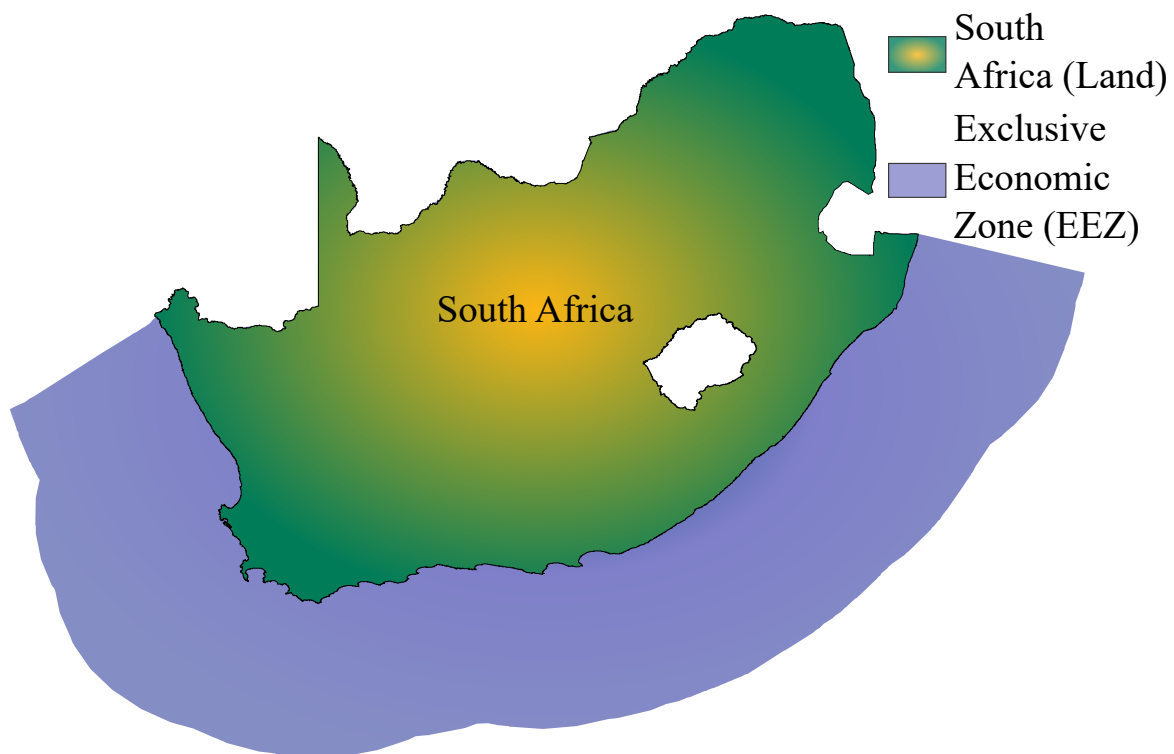 South
Africa (Land)
Exclusive
Economic
Zone (EEZ)
South Africa